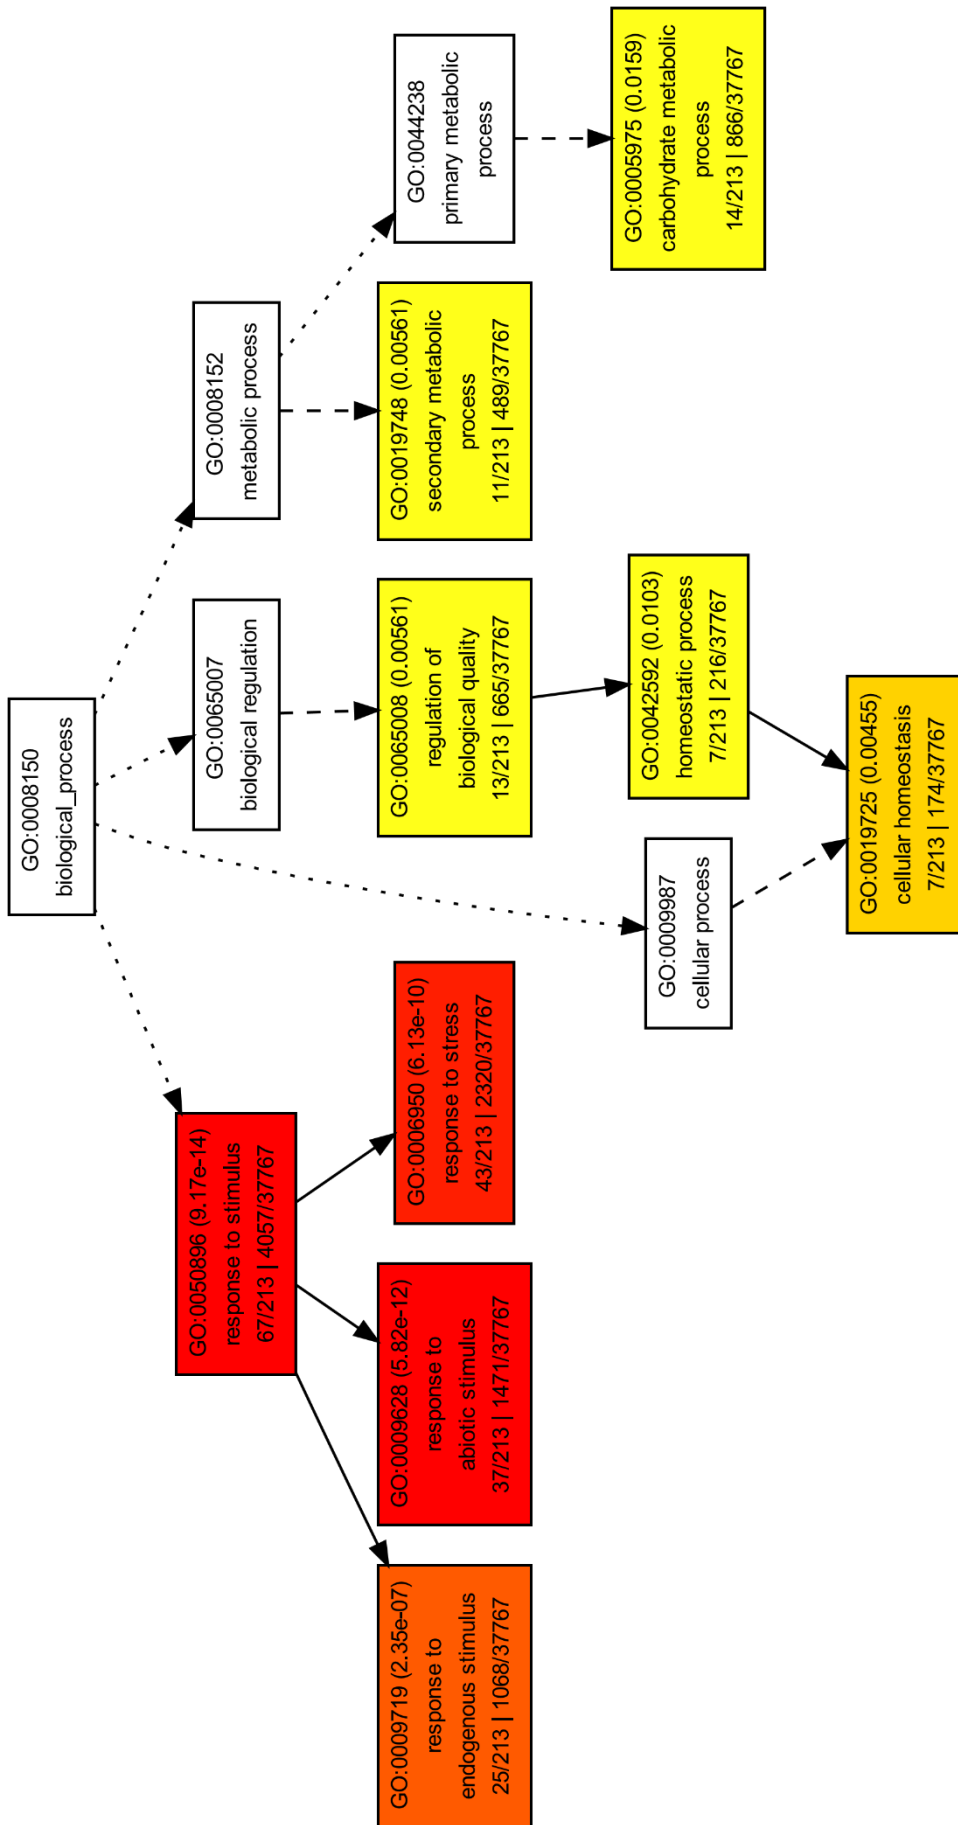 GO:0008150
biological_process
GO:0050896 (9.17e-14)
response to stimulus
67/213 | 4057/37767
GO:0065007
biological regulation
GO:0008152
metabolic process
GO:0009719 (2.35e-07)
response to
endogenous stimulus
25/213 | 1068/37767
GO:0009628 (5.82e-12)
response to
abiotic stimulus
37/213 | 1471/37767
GO:0006950 (6.13e-10)
response to stress
43/213 | 2320/37767
GO:0065008 (0.00561)
regulation of
biological quality
13/213 | 665/37767
GO:0019748 (0.00561)
secondary metabolic
process
11/213 | 489/37767
GO:0044238
primary metabolic
process
GO:0009987
cellular process
GO:0042592 (0.0103)
homeostatic process
7/213 | 216/37767
GO:0005975 (0.0159)
carbohydrate metabolic
process
14/213 | 866/37767
GO:0019725 (0.00455)
cellular homeostasis
7/213 | 174/37767